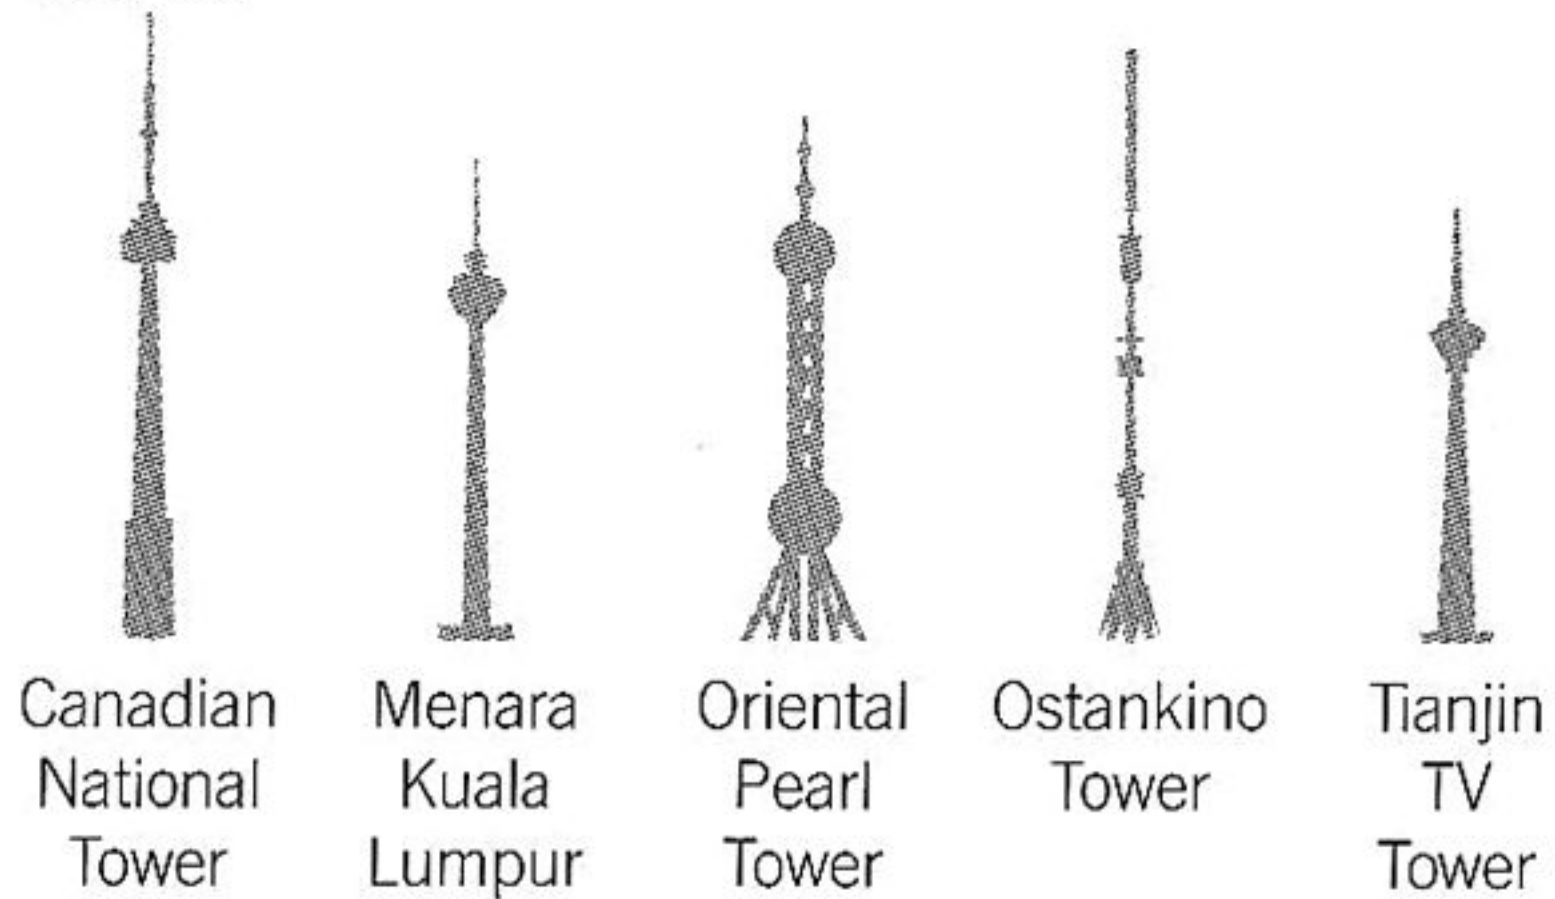 Canadian
National
Tower
Menara
Kuala
Lumpur
Oriental
Pearl
Tower
Ostankino
Tower
Tianjin
TV
Tower